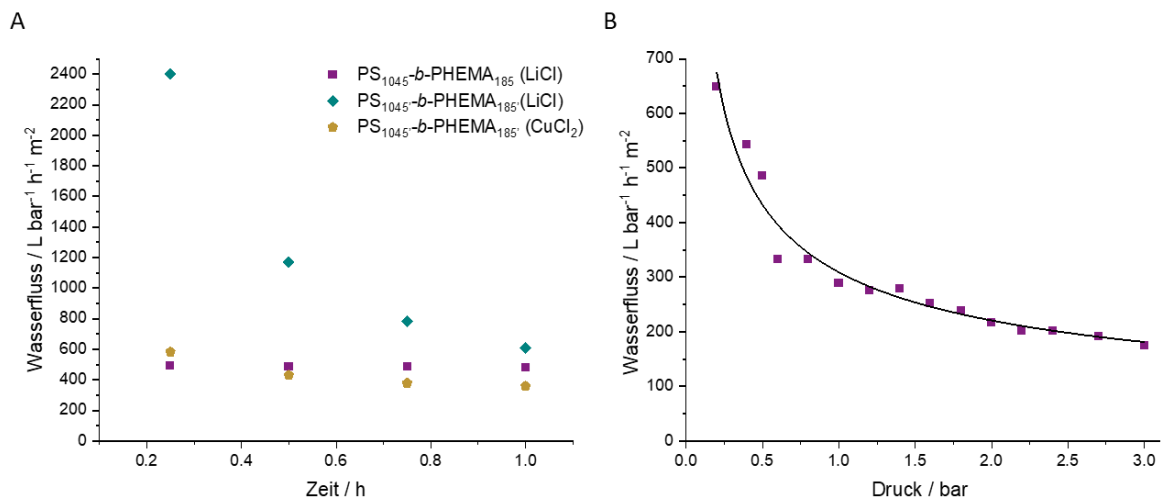 A
Wasserfluss / L bar⁻¹ h⁻¹ m⁻²
2400
2200
2000
1800
1600
1400
1200
1000
800
600
400
200
0
PS₁₀₄₅-b-PHEMA₁₈₅ (LiCl)
PS₁₀₄₅'-b-PHEMA₁₈₅'(LiCl)
PS₁₀₄₅'-b-PHEMA₁₈₅' (CuCl₂)
0.2 0.4 0.6 0.8 1.0
Zeit / h
B
Wasserfluss / L bar⁻¹ h⁻¹ m⁻²
700
600
500
400
300
200
100
0
0.0 0.5 1.0 1.5 2.0 2.5 3.0
Druck / bar